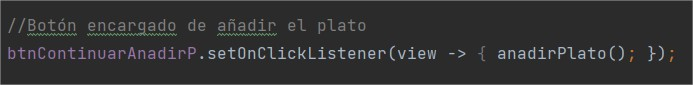 //Botón encargado de añadir el plato
btnContinuarAnadirP.setOnClickListener(view -> { anadirPlato(); });